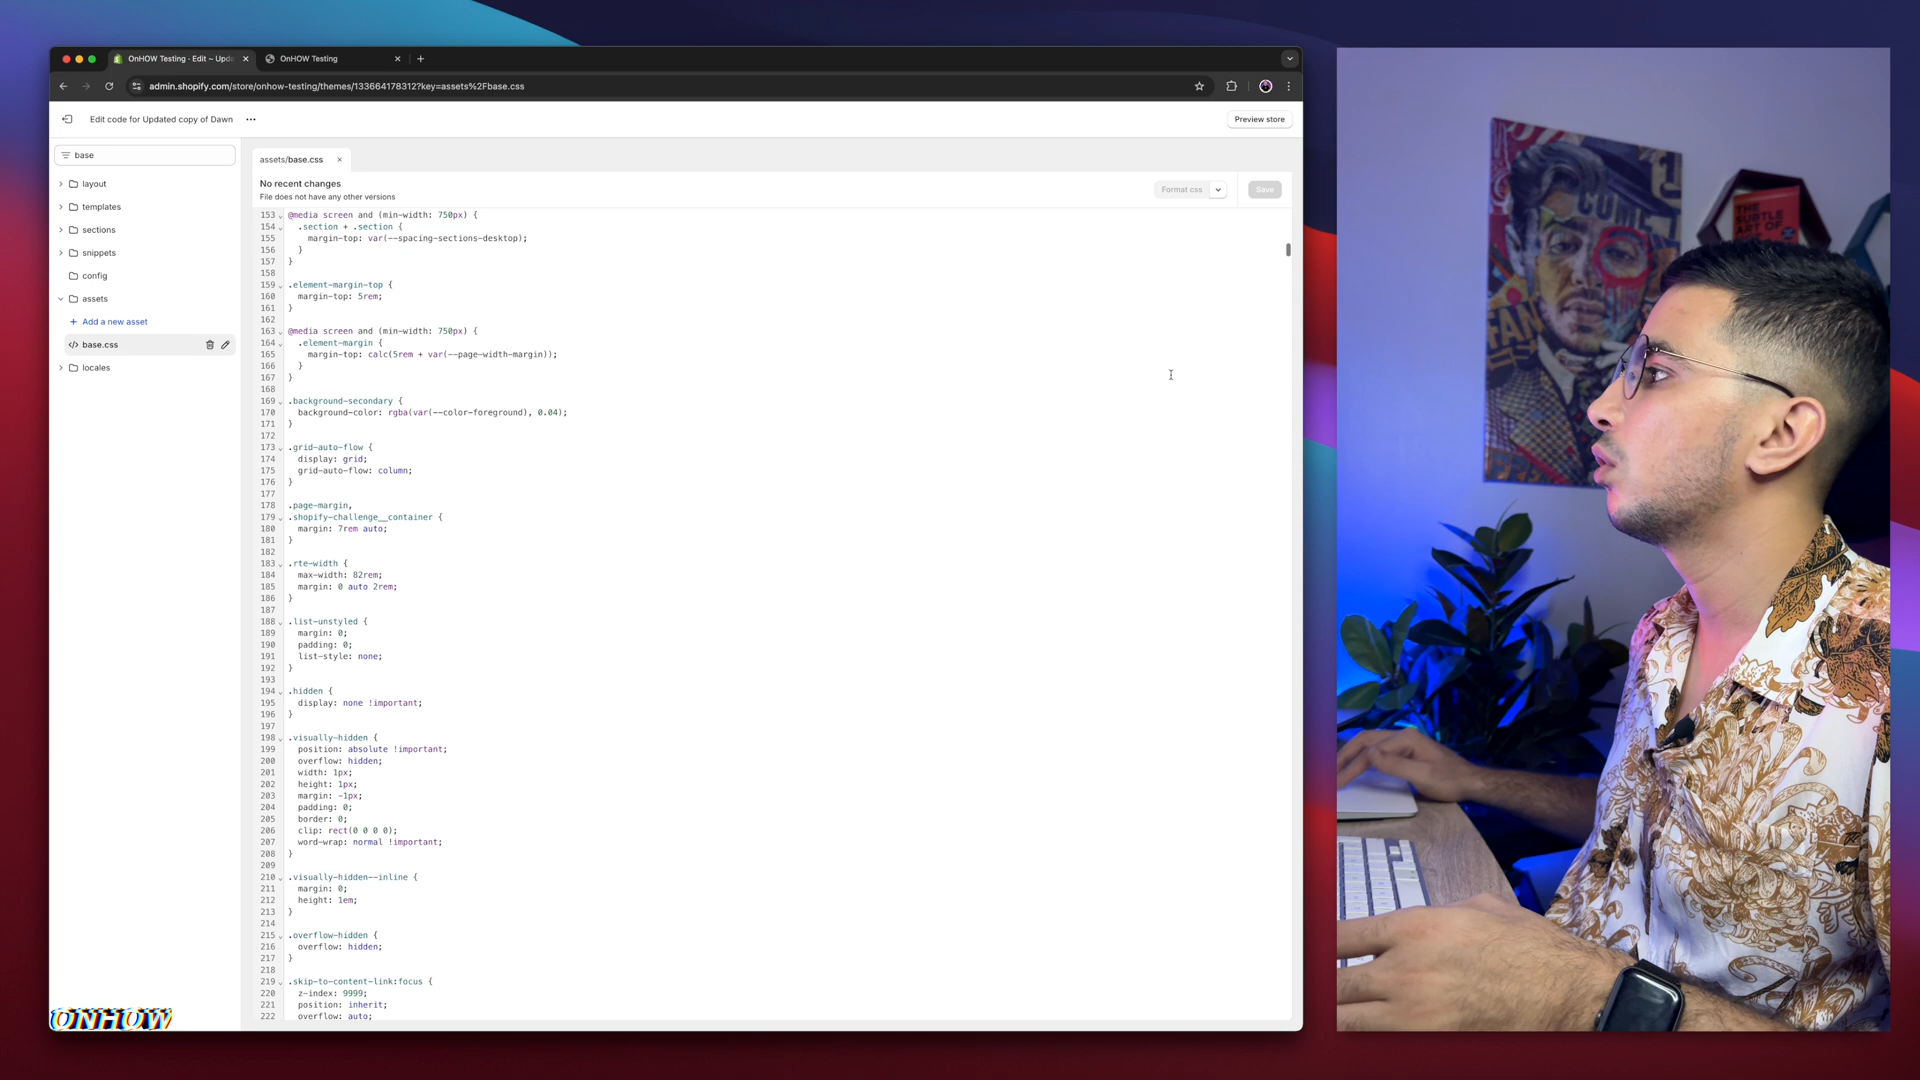 OnHOW Testing · Edit ~ Upda
OnHOW Testing
admin.shopify.com/store/onhow-testing/themes/133664178312?key=assets%2Fbase.css
Edit code for Updated copy of Dawn
Preview store
base
layout
templates
sections
snippets
config
assets
Add a new asset
base.css
locales
assets/base.css
No recent changes
File does not have any other versions
Format css
Save
153 @media screen and (min-width: 750px) {
154 .section + .section {
155 margin-top: var(--spacing-sections-desktop);
156 }
157 }
158
159 .element-margin-top {
160 margin-top: 5rem;
161 }
162
163 @media screen and (min-width: 750px) {
164 .element-margin {
165 margin-top: calc(5rem + var(--page-width-margin));
166 }
167 }
168
169 .background-secondary {
170 background-color: rgba(var(--color-foreground), 0.04);
171 }
172
173 .grid-auto-flow {
174 display: grid;
175 grid-auto-flow: column;
176 }
177
178 .page-margin,
179 .shopify-challenge__container {
180 margin: 7rem auto;
181 }
182
183 .rte-width {
184 max-width: 82rem;
185 margin: 0 auto 2rem;
186 }
187
188 .list-unstyled {
189 margin: 0;
190 padding: 0;
191 list-style: none;
192 }
193
194 .hidden {
195 display: none !important;
196 }
197
198 .visually-hidden {
199 position: absolute !important;
200 overflow: hidden;
201 width: 1px;
202 height: 1px;
203 margin: -1px;
204 padding: 0;
205 border: 0;
206 clip: rect(0 0 0 0);
207 word-wrap: normal !important;
208 }
209
210 .visually-hidden--inline {
211 margin: 0;
212 height: 1em;
213 }
214
215 .overflow-hidden {
216 overflow: hidden;
217 }
218
219 .skip-to-content-link:focus {
220 z-index: 9999;
221 position: inherit;
222 overflow: auto;
ONHOW
COMET
FAN
THE
SUBTLE
ART OF